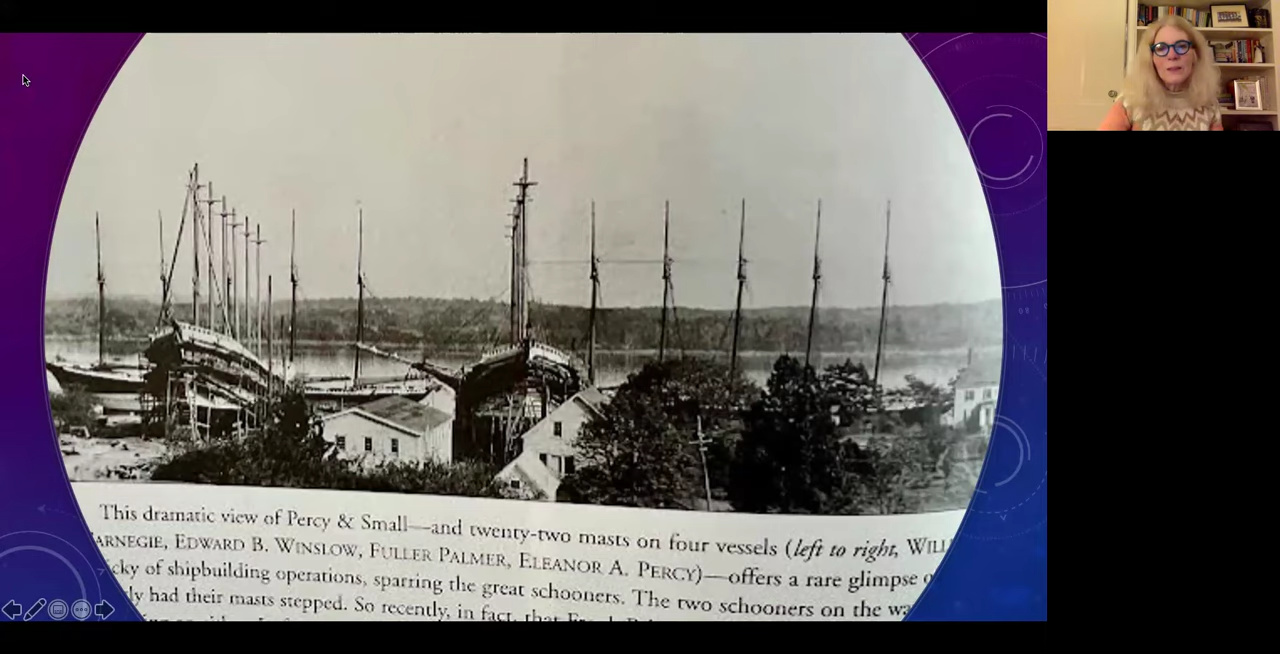 This dramatic view of Percy & Small—and twenty-two masts on four vessels (left to right, WILL
ARNEGIE, EDWARD B. WINSLOW, FULLER PALMER, ELEANOR A. PERCY)—offers a rare glimpse
of shipbuilding operations, sparring the great schooners. The two schooners on the
had their masts stepped. So recently, in fact, that